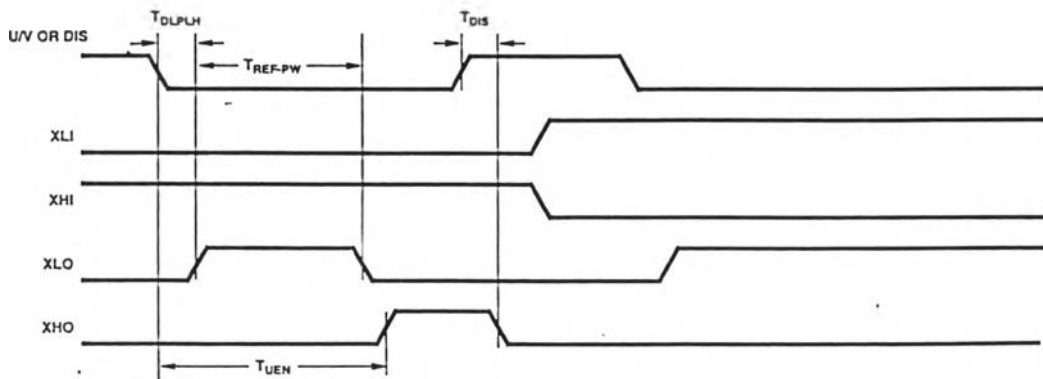 T_DLPLH
T_DIS
U/V OR DIS
T_REF-PW
XLI
XHI
XLO
XHO
T_UEN